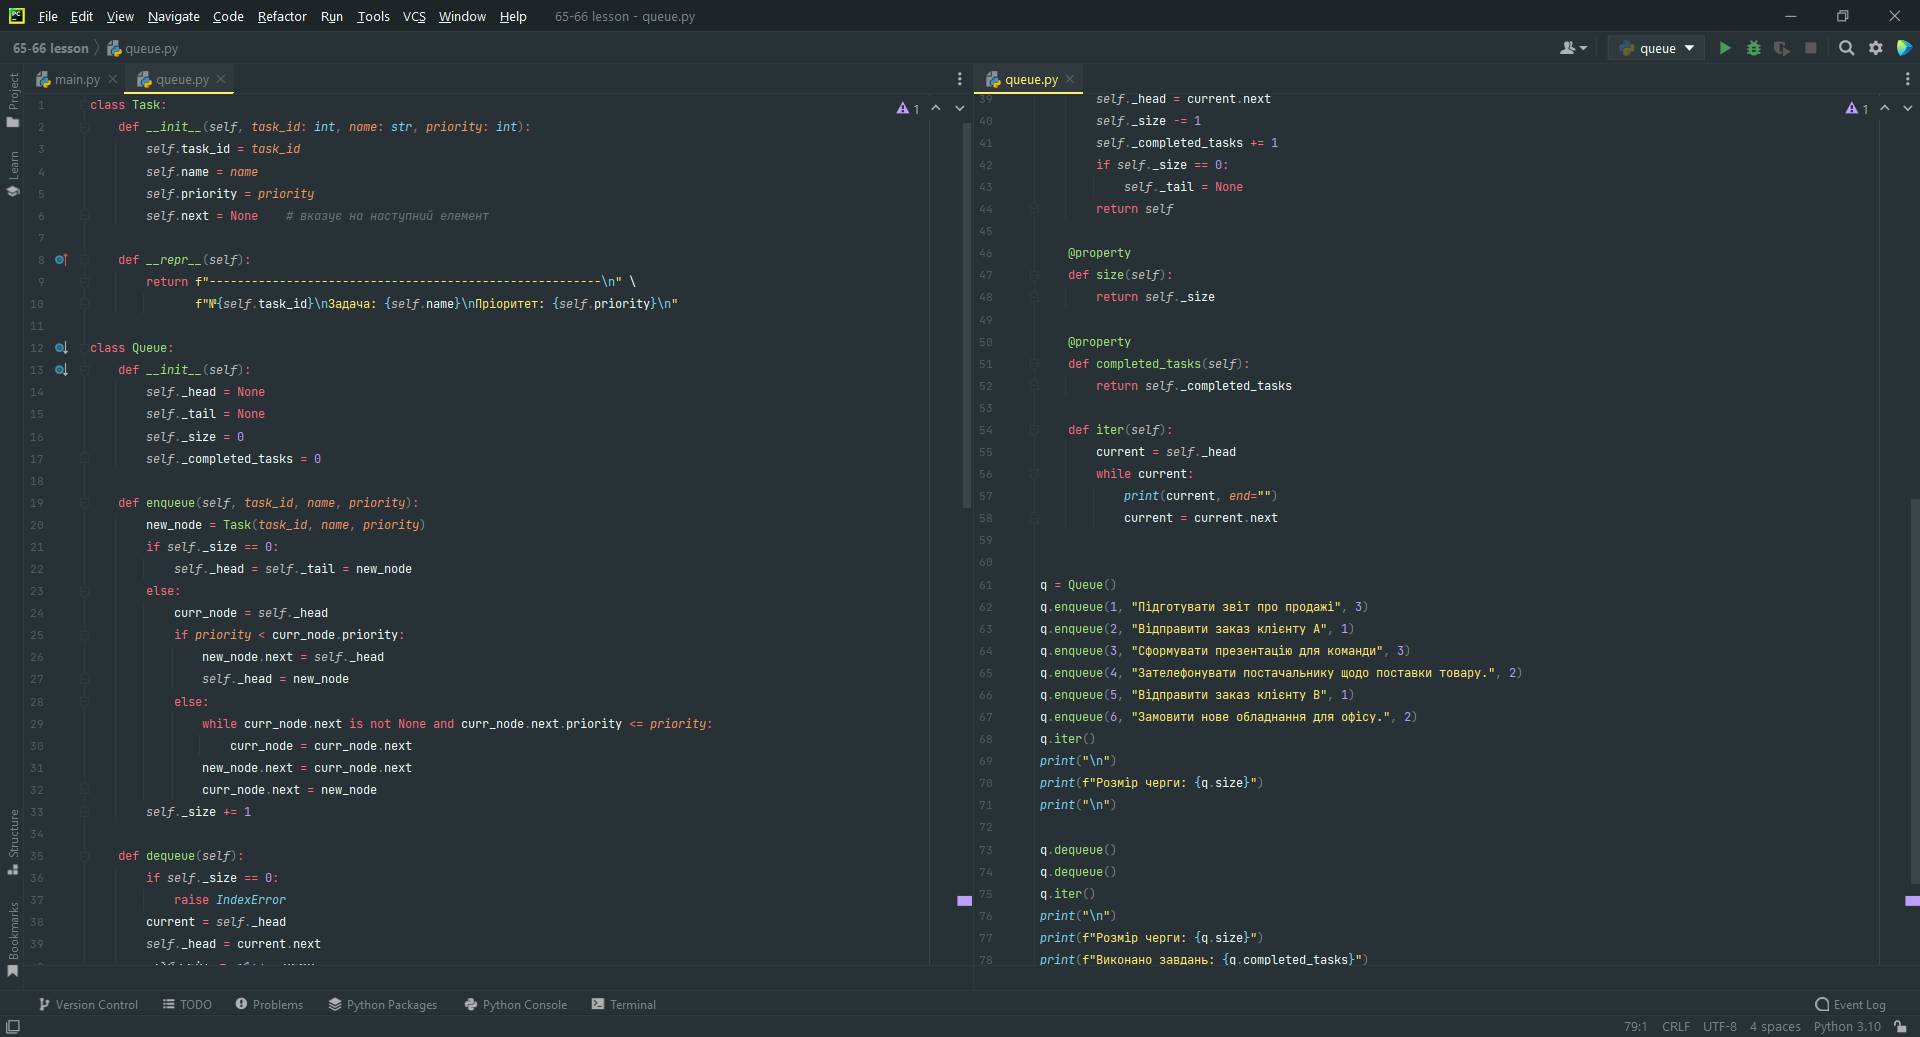 File Edit View Navigate Code Refactor Run Tools VCS Window Help 65-66 lesson - queue.py
65-66 lesson queue.py
queue
main.py queue.py
queue.py
Project
Learn
Structure
Bookmarks
1 class Task:
2 def __init__(self, task_id: int, name: str, priority: int):
3 self.task_id = task_id
4 self.name = name
5 self.priority = priority
6 self.next = None # вказує на наступний елемент
7
8 def __repr__(self):
9 return f"--------------------------------------------------------\n" \
10 f"№{self.task_id}\nЗадача: {self.name}\nПріоритет: {self.priority}\n"
11
12 class Queue:
13 def __init__(self):
14 self._head = None
15 self._tail = None
16 self._size = 0
17 self._completed_tasks = 0
18
19 def enqueue(self, task_id, name, priority):
20 new_node = Task(task_id, name, priority)
21 if self._size == 0:
22 self._head = self._tail = new_node
23 else:
24 curr_node = self._head
25 if priority < curr_node.priority:
26 new_node.next = self._head
27 self._head = new_node
28 else:
29 while curr_node.next is not None and curr_node.next.priority <= priority:
30 curr_node = curr_node.next
31 new_node.next = curr_node.next
32 curr_node.next = new_node
33 self._size += 1
34
35 def dequeue(self):
36 if self._size == 0:
37 raise IndexError
38 current = self._head
39 self._head = current.next
1
39 self._head = current.next
40 self._size -= 1
41 self._completed_tasks += 1
42 if self._size == 0:
43 self._tail = None
44 return self
45
46 @property
47 def size(self):
48 return self._size
49
50 @property
51 def completed_tasks(self):
52 return self._completed_tasks
53
54 def iter(self):
55 current = self._head
56 while current:
57 print(current, end="")
58 current = current.next
59
60
61 q = Queue()
62 q.enqueue(1, "Підготувати звіт про продажі", 3)
63 q.enqueue(2, "Відправити заказ клієнту А", 1)
64 q.enqueue(3, "Сформувати презентацію для команди", 3)
65 q.enqueue(4, "Зателефонувати постачальнику щодо поставки товару.", 2)
66 q.enqueue(5, "Відправити заказ клієнту В", 1)
67 q.enqueue(6, "Замовити нове обладнання для офісу.", 2)
68 q.iter()
69 print("\n")
70 print(f"Розмір черги: {q.size}")
71 print("\n")
72
73 q.dequeue()
74 q.dequeue()
75 q.iter()
76 print("\n")
77 print(f"Розмір черги: {q.size}")
78 print(f"Виконано завдань: {q.completed_tasks}")
1
Version Control TODO Problems Python Packages Python Console Terminal Event Log
79:1 CRLF UTF-8 4 spaces Python 3.10